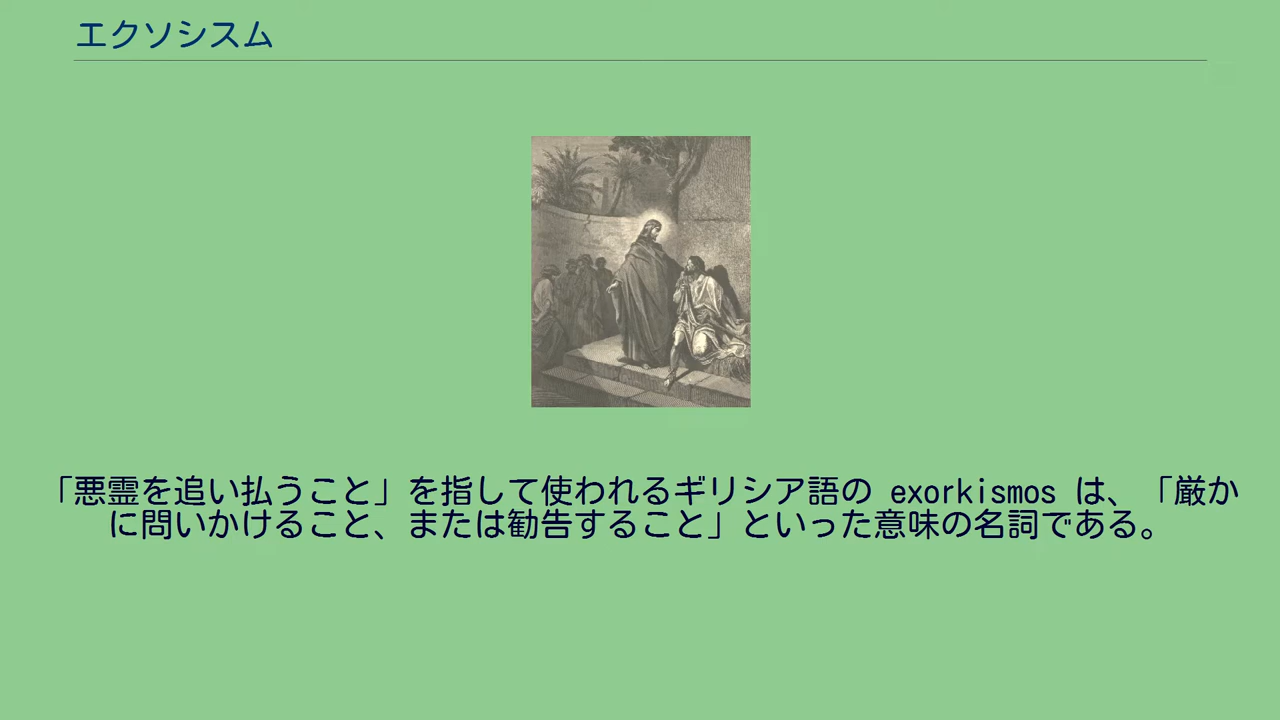 エクソシスム
「悪霊を追い払うこと」を指して使われるギリシア語の exorkismos は、「厳か
に問いかけること、または勧告すること」といった意味の名詞である。